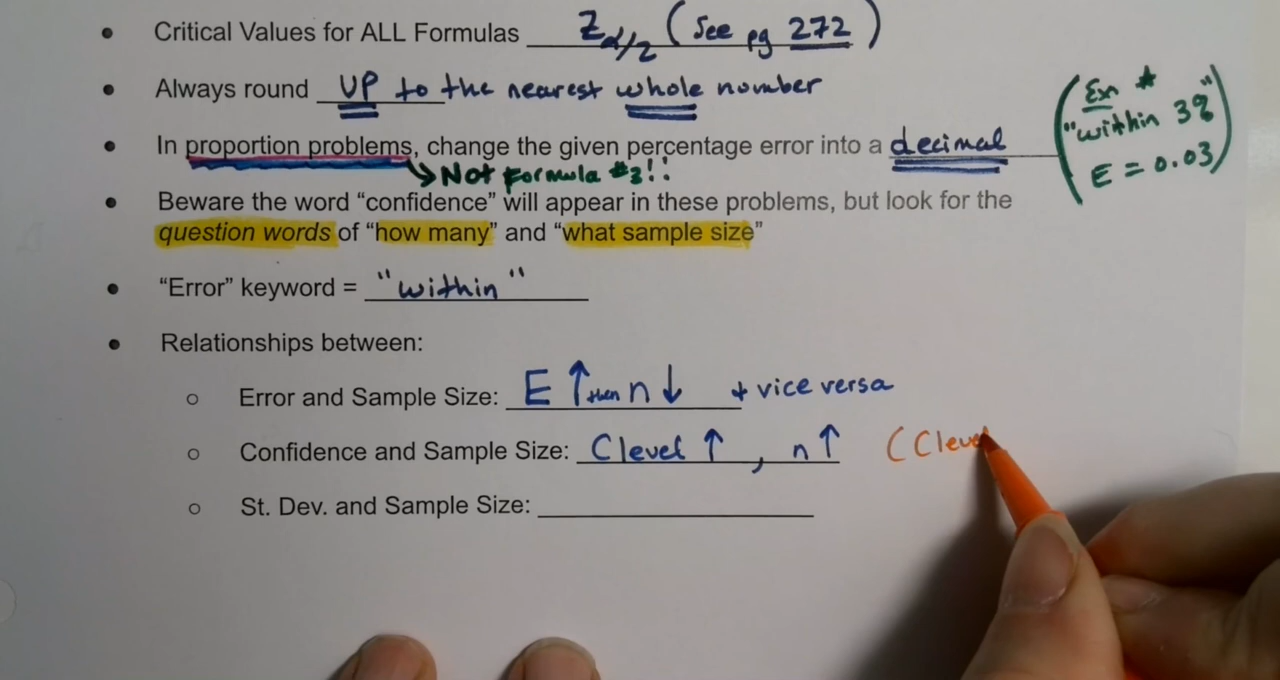 • Critical Values for ALL Formulas Zα/2 (See pg 272)
• Always round UP to the nearest whole number
• In proportion problems, change the given percentage error into a decimal
(Ex #
"within 3%"
E = 0.03)
→ Not Formula #3!!
• Beware the word “confidence” will appear in these problems, but look for the
question words of “how many” and “what sample size”
• “Error” keyword = "within"
• Relationships between:
○ Error and Sample Size: E ↑ then n ↓ + vice versa
○ Confidence and Sample Size: Clevel ↑, n ↑ (Clevel
○ St. Dev. and Sample Size: